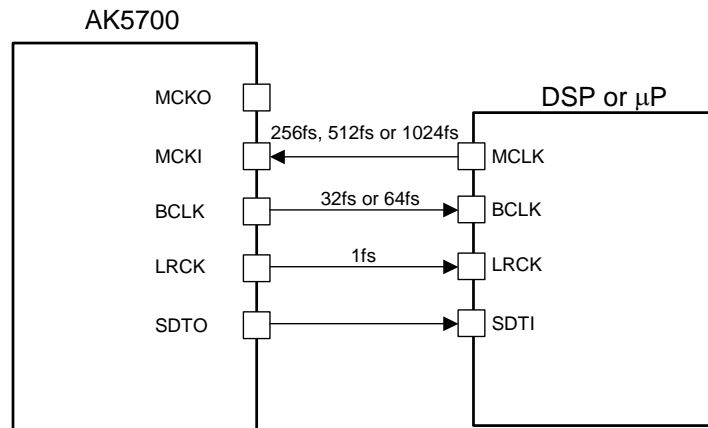 AK5700
DSP or μP
MCKO
256fs, 512fs or 1024fs
MCKI
MCLK
32fs or 64fs
BCLK
BCLK
1fs
LRCK
LRCK
SDTO
SDTI